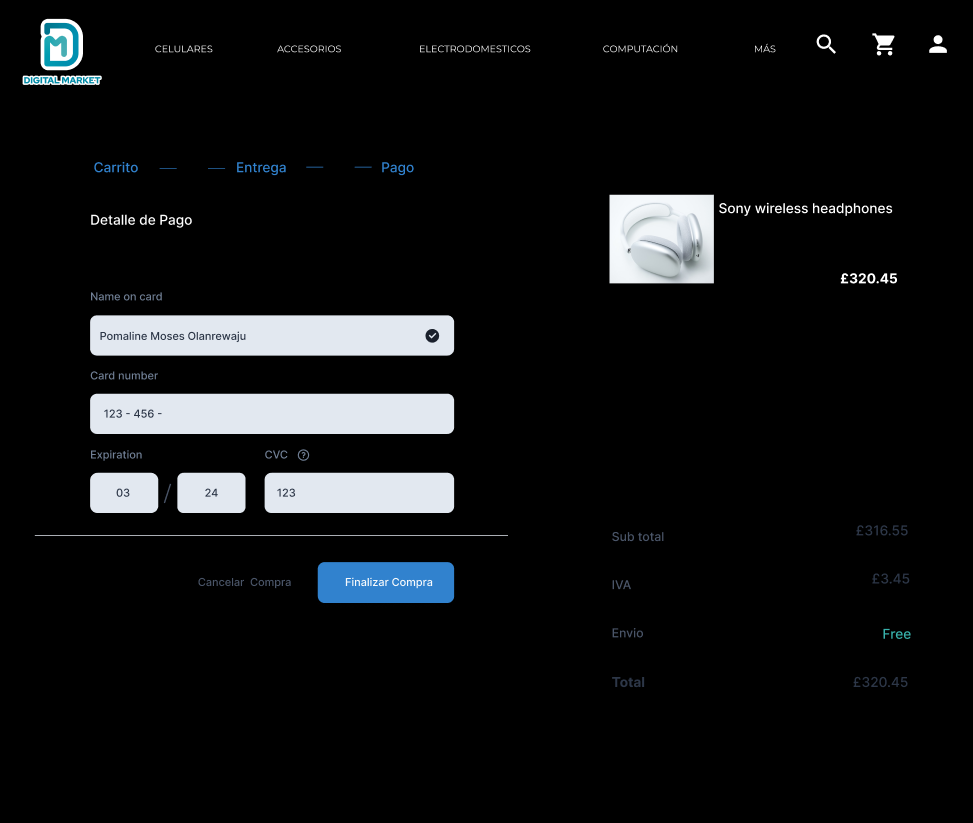 DIGITAL MARKET
CELULARES
ACCESORIOS
ELECTRODOMESTICOS
COMPUTACIÓN
MÁS
Carrito
Entrega
Pago
Detalle de Pago
Sony wireless headphones
£320.45
Name on card
Pomaline Moses Olanrewaju
Card number
123 - 456 -
Expiration
CVC
03 / 24
123
Cancelar Compra
Finalizar Compra
Sub total £316.55
IVA £3.45
Envio Free
Total £320.45